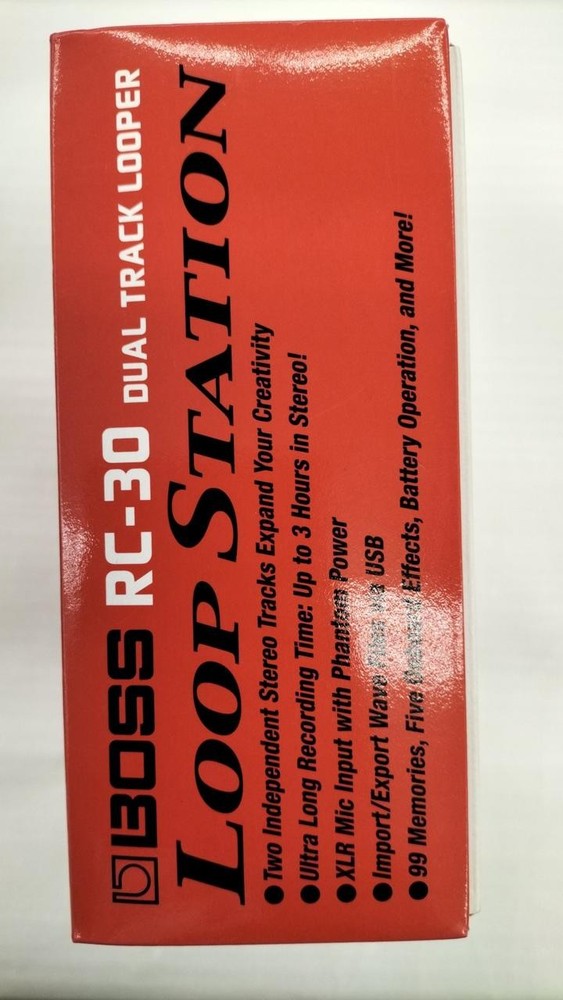 BOSS RC-30 DUAL TRACK LOOPER
LOOP STATION
● Two Independent Stereo Tracks Expand Your Creativity
● Ultra Long Recording Time: Up to 3 Hours in Stereo!
● XLR Mic Input with Phantom Power
● Import/Export Wave Files via USB
● 99 Memories, Five Effects, Battery Operation, and More!